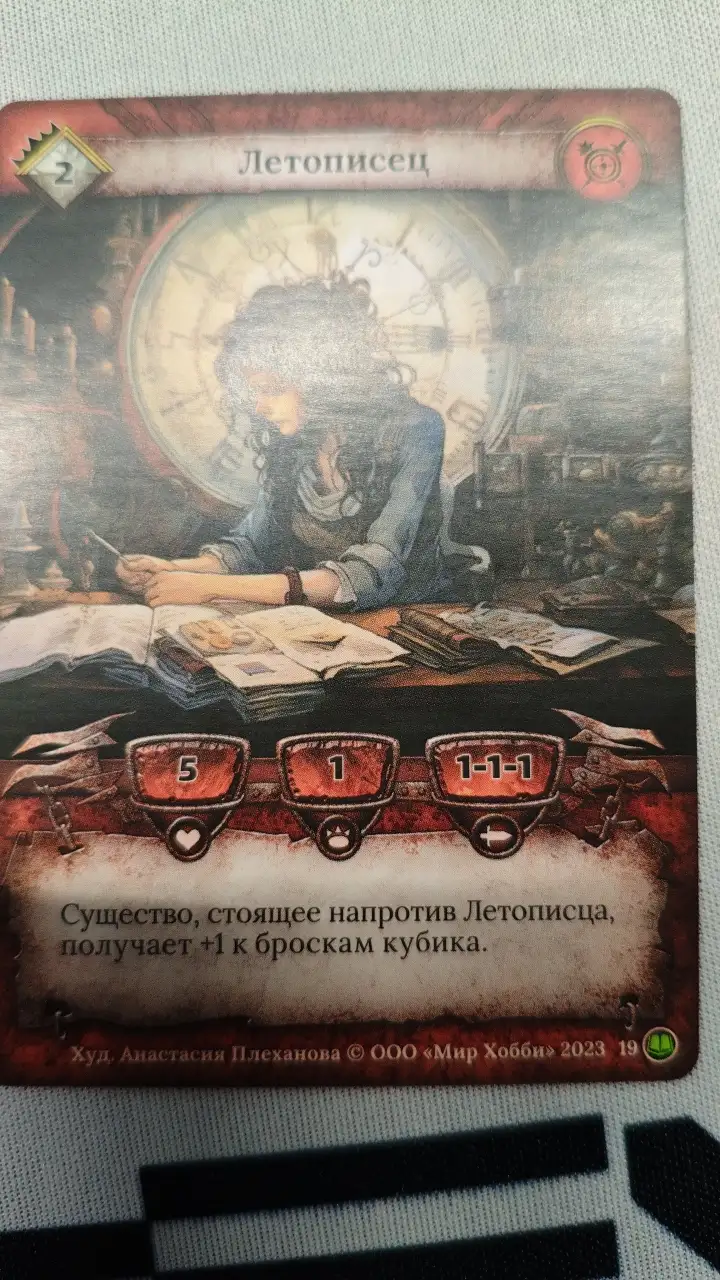 2
Летописец
5 1 1-1-1
Существо, стоящее напротив Летописца,
получает +1 к броскам кубика.
Худ. Анастасия Плеханова © ООО «Мир Хобби» 2023 19